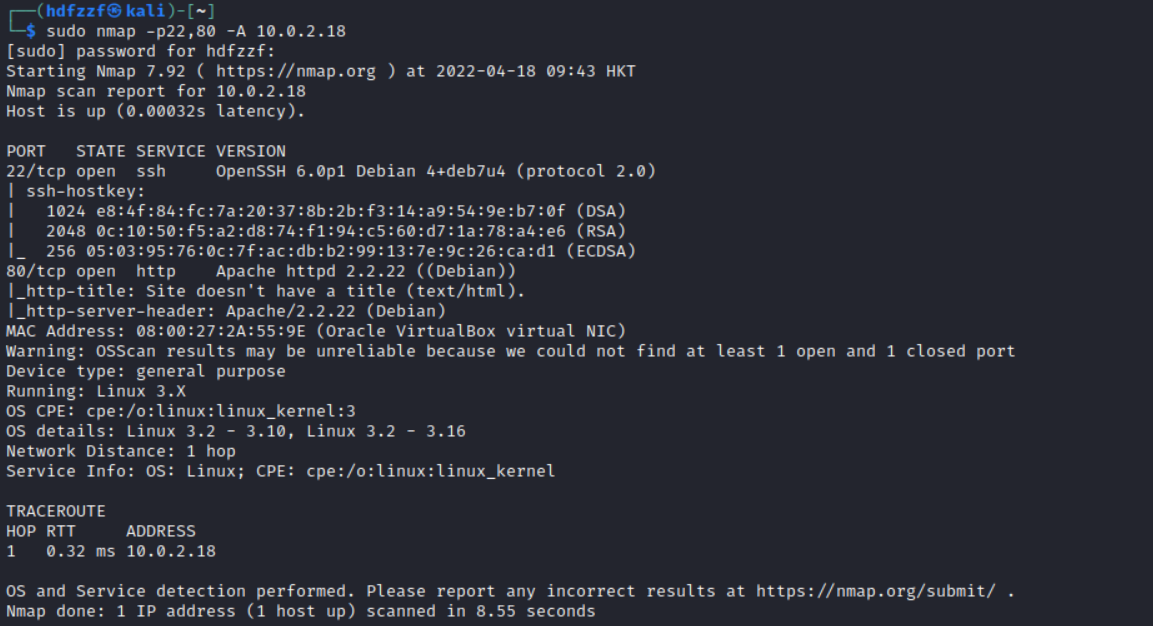 ┌──(hdfzzf㉿kali)-[~]
└─$ sudo nmap -p22,80 -A 10.0.2.18
[sudo] password for hdfzzf:
Starting Nmap 7.92 ( https://nmap.org ) at 2022-04-18 09:43 HKT
Nmap scan report for 10.0.2.18
Host is up (0.00032s latency).

PORT   STATE SERVICE VERSION
22/tcp open  ssh     OpenSSH 6.0p1 Debian 4+deb7u4 (protocol 2.0)
| ssh-hostkey:
|   1024 e8:4f:84:fc:7a:20:37:8b:2b:f3:14:a9:54:9e:b7:0f (DSA)
|   2048 0c:10:50:f5:a2:d8:74:f1:94:c5:60:d7:1a:78:a4:e6 (RSA)
|_  256 05:03:95:76:0c:7f:ac:db:b2:99:13:7e:9c:26:ca:d1 (ECDSA)
80/tcp open  http    Apache httpd 2.2.22 ((Debian))
|_http-title: Site doesn't have a title (text/html).
|_http-server-header: Apache/2.2.22 (Debian)
MAC Address: 08:00:27:2A:55:9E (Oracle VirtualBox virtual NIC)
Warning: OSScan results may be unreliable because we could not find at least 1 open and 1 closed port
Device type: general purpose
Running: Linux 3.X
OS CPE: cpe:/o:linux:linux_kernel:3
OS details: Linux 3.2 - 3.10, Linux 3.2 - 3.16
Network Distance: 1 hop
Service Info: OS: Linux; CPE: cpe:/o:linux:linux_kernel

TRACEROUTE
HOP RTT     ADDRESS
1   0.32 ms 10.0.2.18

OS and Service detection performed. Please report any incorrect results at https://nmap.org/submit/ .
Nmap done: 1 IP address (1 host up) scanned in 8.55 seconds